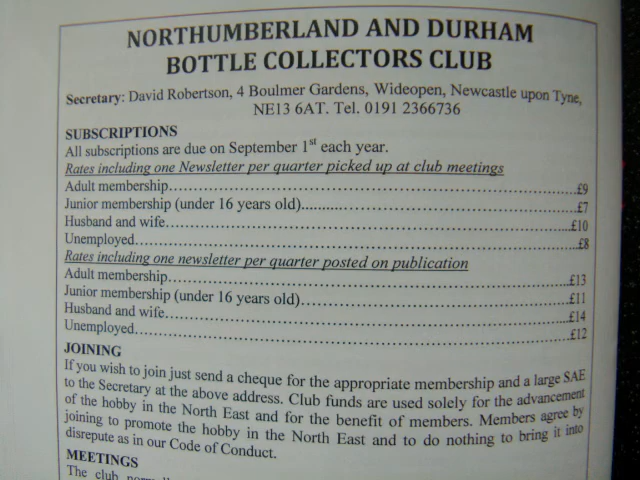 NORTHUMBERLAND AND DURHAM
BOTTLE COLLECTORS CLUB
Secretary: David Robertson, 4 Boulmer Gardens, Wideopen, Newcastle upon Tyne,
NE13 6AT. Tel. 0191 2366736
SUBSCRIPTIONS
All subscriptions are due on September 1st each year.
Rates including one Newsletter per quarter picked up at club meetings
Adult membership....................£9
Junior membership (under 16 years old)....................£7
Husband and wife....................£10
Unemployed....................£8
Rates including one newsletter per quarter posted on publication
Adult membership....................£13
Junior membership (under 16 years old)....................£11
Husband and wife....................£14
Unemployed....................£12
JOINING
If you wish to join just send a cheque for the appropriate membership and a large SAE
to the Secretary at the above address. Club funds are used solely for the advancement
of the hobby in the North East and for the benefit of members. Members agree by
joining to promote the hobby in the North East and to do nothing to bring it into
disrepute as in our Code of Conduct.
MEETINGS
The club